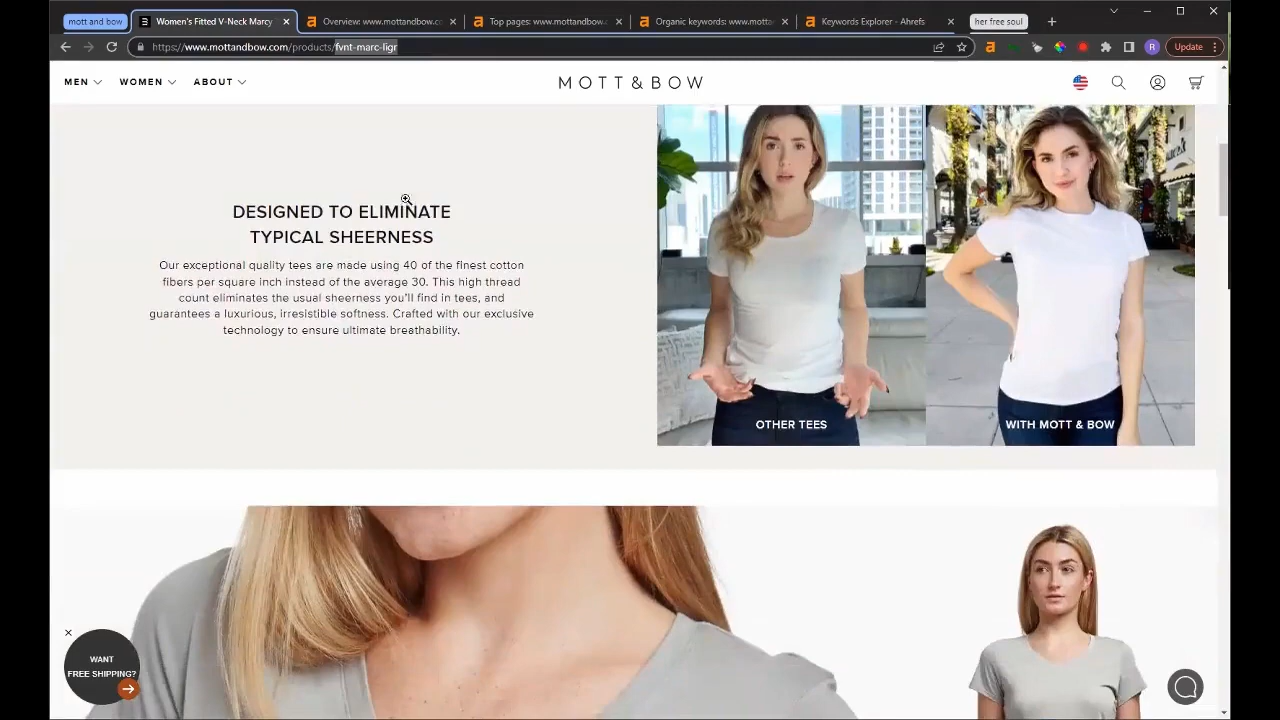 mott and bow
Women's Fitted V-Neck Marcy
Overview: www.mottandbow.co
Top pages: www.mottandbow.
Organic keywords: www.motta
Keywords Explorer - Ahrefs
her free soul
https://www.mottandbow.com/products/fvnt-marc-ligr
R
Update
MEN
WOMEN
ABOUT
MOTT & BOW
DESIGNED TO ELIMINATE
TYPICAL SHEERNESS
Our exceptional quality tees are made using 40 of the finest cotton
fibers per square inch instead of the average 30. This high thread
count eliminates the usual sheerness you'll find in tees, and
guarantees a luxurious, irresistible softness. Crafted with our exclusive
technology to ensure ultimate breathability.
OTHER TEES
WITH MOTT & BOW
WANT
FREE SHIPPING?